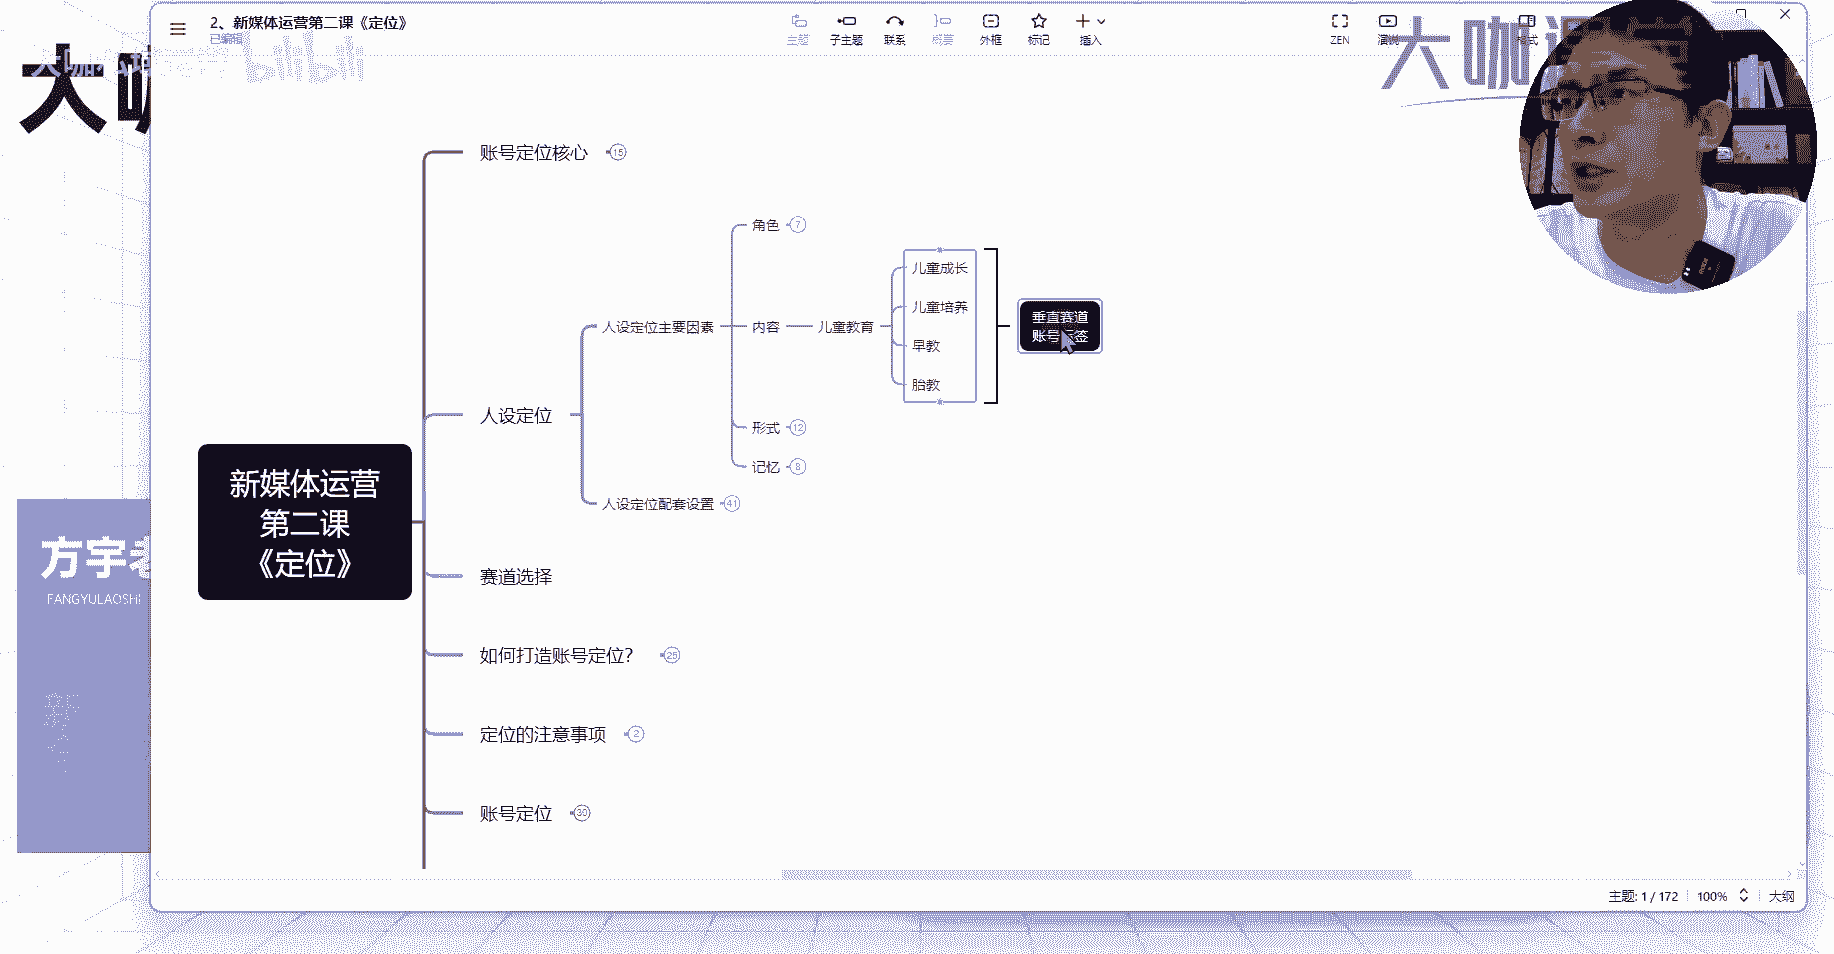 2、新媒体运营第二课《定位》
已编辑
主题
子主题
联系
概要
外框
标记
插入
ZEN
演说
格式
大咖
bilibili
大咖课堂
账号定位核心
15
角色
7
儿童成长
儿童培养
垂直赛道
账号标签
人设定位主要因素
内容
儿童教育
早教
胎教
人设定位
形式
12
记忆
8
新媒体运营
第二课
《定位》
人设定位配套设置
41
方宇老
FANGYULAOSHI
赛道选择
如何打造账号定位？
25
定位的注意事项
2
账号定位
39
主题: 1 / 172
100%
大纲